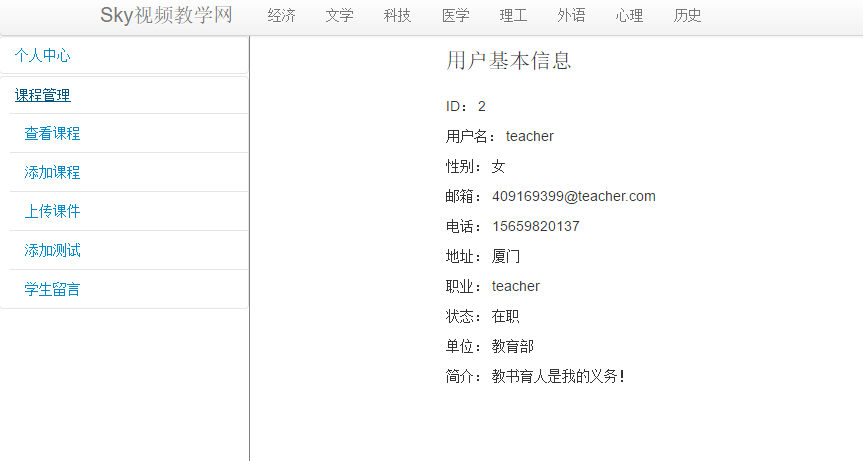 Sky视频教学网 经济 文学 科技 医学 理工 外语 心理 历史
个人中心
课程管理
查看课程
添加课程
上传课件
添加测试
学生留言
用户基本信息
ID： 2
用户名： teacher
性别： 女
邮箱： 409169399@teacher.com
电话： 15659820137
地址： 厦门
职业： teacher
状态： 在职
单位： 教育部
简介： 教书育人是我的义务！